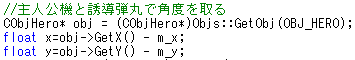 //主人公機と誘導弾丸で角度を取る
CObjHero* obj = (CObjHero*)Objs::GetObj(OBJ_HERO);
float x=obj->GetX() - m_x;
float y=obj->GetY() - m_y;